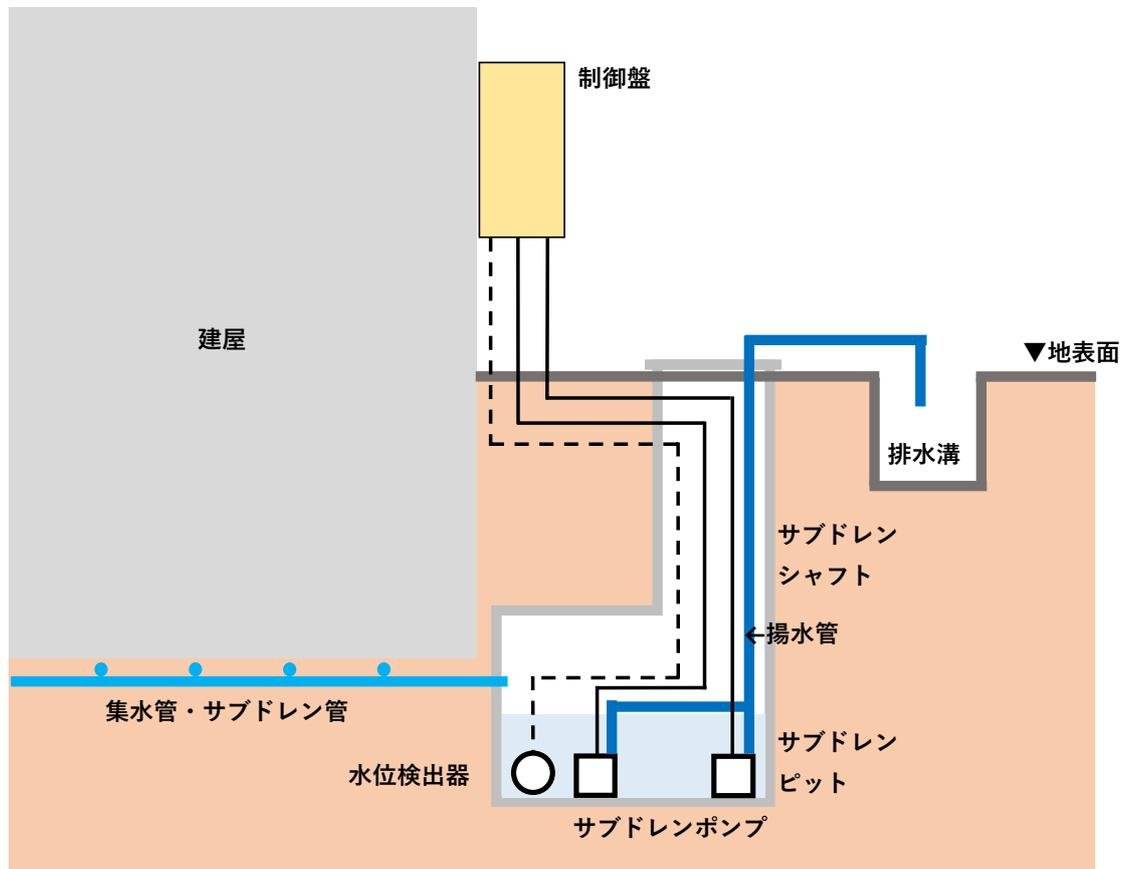 制御盤
建屋
▼地表面
排水溝
サブドレン
シャフト
←揚水管
集水管・サブドレン管
サブドレン
ピット
水位検出器
サブドレンポンプ